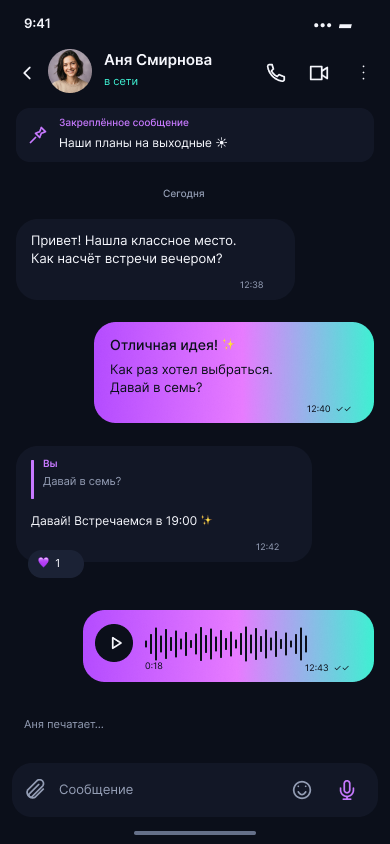 9:41
Аня Смирнова
в сети
Закреплённое сообщение
Наши планы на выходные ☀
Сегодня
Привет! Нашла классное место.
Как насчёт встречи вечером?
12:38
Отличная идея! ✨
Как раз хотел выбраться.
Давай в семь?
12:40 ✓✓
Вы
Давай в семь?
Давай! Встречаемся в 19:00 ✨
12:42
💜 1
0:18
12:43 ✓✓
Аня печатает...
Сообщение